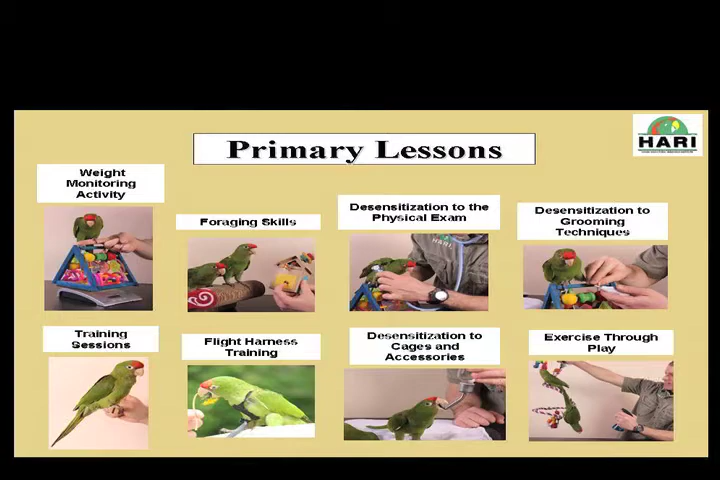 Primary Lessons
HARI
Weight
Monitoring
Activity
Foraging Skills
Desensitization to the
Physical Exam
Desensitization to
Grooming
Techniques
Training
Sessions
Flight Harness
Training
Desensitization to
Cages and
Accessories
Exercise Through
Play